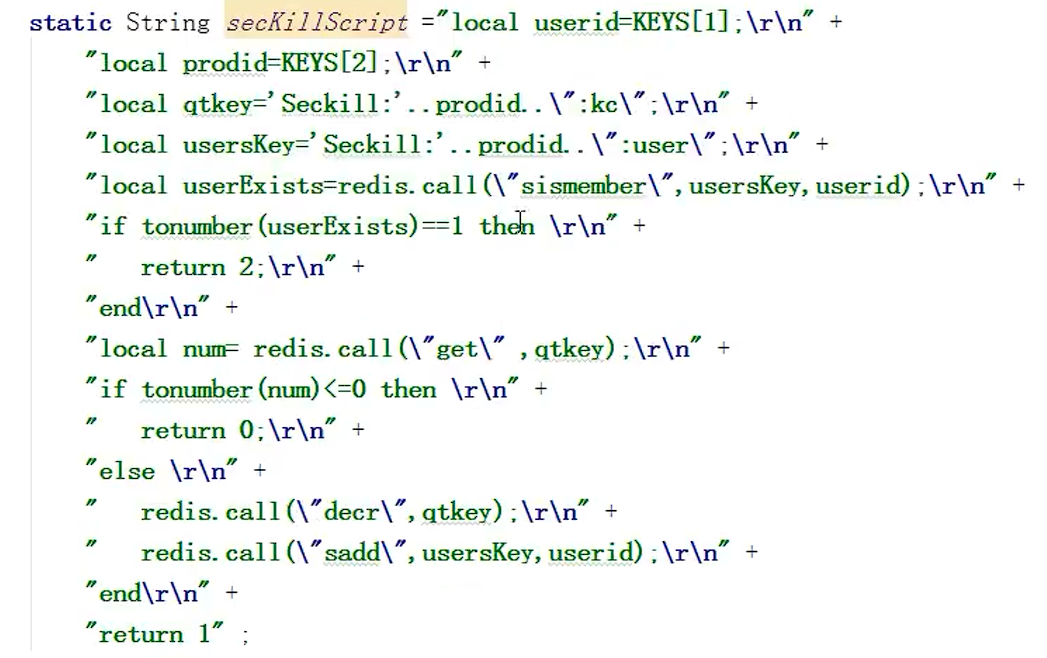 static String secKillScript ="local userid=KEYS[1];\r\n" +
"local prodid=KEYS[2];\r\n" +
"local qtkey='Seckill:'..prodid..\":kc\";\r\n" +
"local usersKey='Seckill:'..prodid..\":user\";\r\n" +
"local userExists=redis.call(\"sismember\",usersKey,userid);\r\n" +
"if tonumber(userExists)==1 then \r\n" +
"   return 2;\r\n" +
"end\r\n" +
"local num= redis.call(\"get\" ,qtkey);\r\n" +
"if tonumber(num)<=0 then \r\n" +
"   return 0;\r\n" +
"else \r\n" +
"   redis.call(\"decr\",qtkey);\r\n" +
"   redis.call(\"sadd\",usersKey,userid);\r\n" +
"end\r\n" +
"return 1" ;